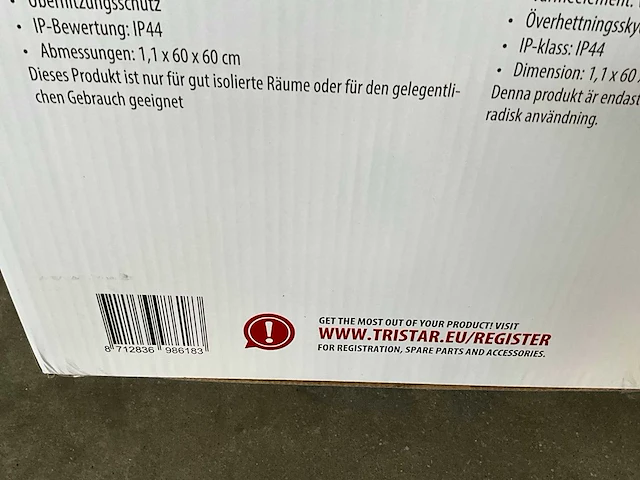 Überhitzungsschutz
• IP-Bewertung: IP44
• Abmessungen: 1,1 x 60 x 60 cm
Dieses Produkt ist nur für gut isolierte Räume oder für den gelegentli-
chen Gebrauch geeignet
• IP-klass: IP44
• Dimension: 1,1 x 60
Denna produkt är endast
radisk användning.
8 712836 986183
GET THE MOST OUT OF YOUR PRODUCT! VISIT
WWW.TRISTAR.EU/REGISTER
FOR REGISTRATION, SPARE PARTS AND ACCESSORIES.